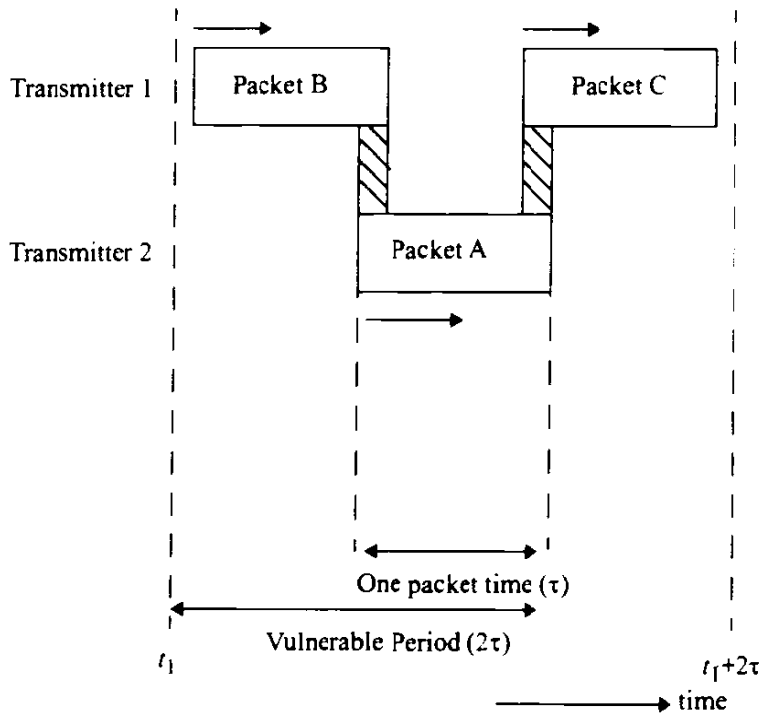 Transmitter 1
Packet B
Packet C
Transmitter 2
Packet A
One packet time (τ)
Vulnerable Period (2τ)
t1
t1+2τ
time